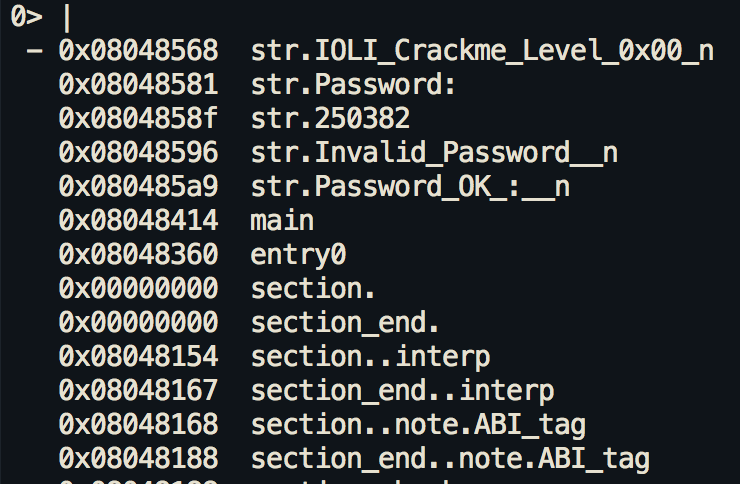 0> |
- 0x08048568 str.IOLI_Crackme_Level_0x00_n
0x08048581 str.Password:
0x0804858f str.250382
0x08048596 str.Invalid_Password__n
0x080485a9 str.Password_OK_:__n
0x08048414 main
0x08048360 entry0
0x00000000 section.
0x00000000 section_end.
0x08048154 section..interp
0x08048167 section_end..interp
0x08048168 section..note.ABI_tag
0x08048188 section_end..note.ABI_tag